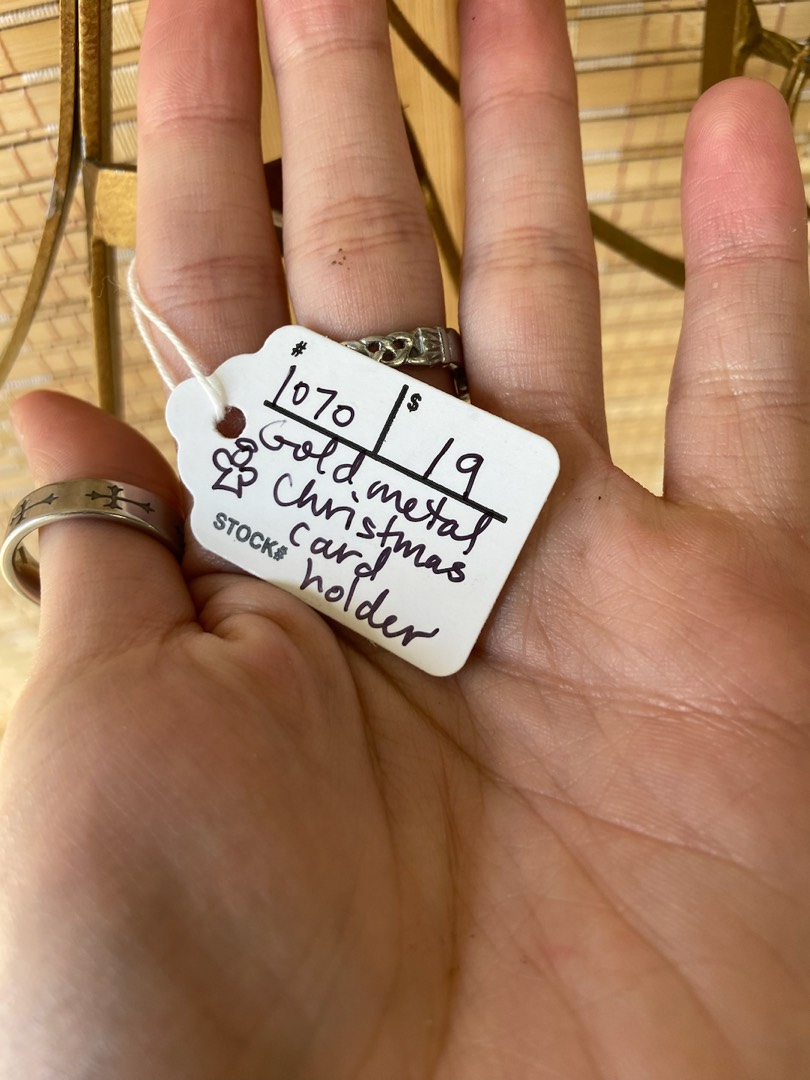 # 1070 $ 19
Gold metal
Christmas
card
holder
STOCK#